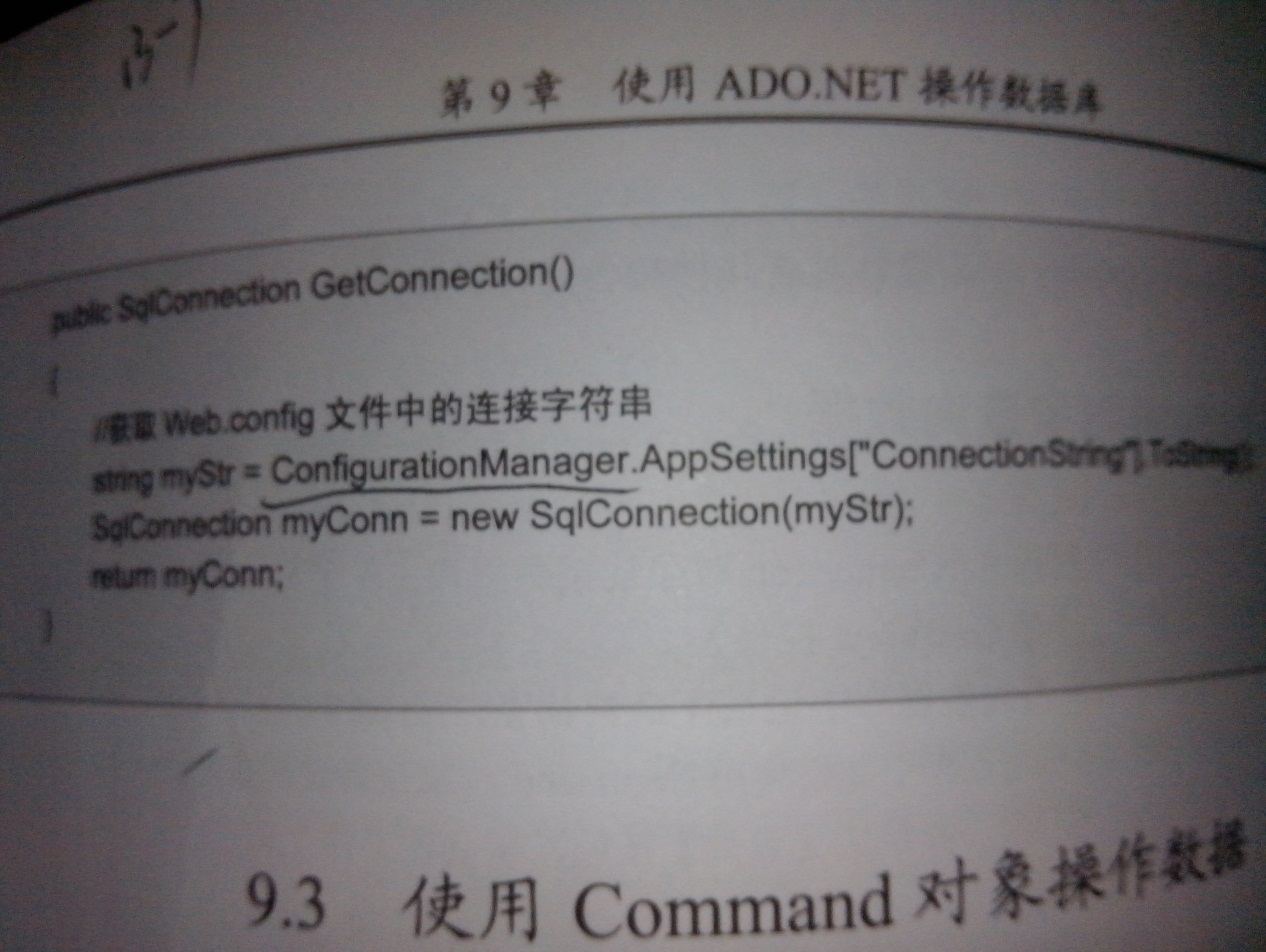 第 9 章 使用 ADO.NET 操作数据库
public SqlConnection GetConnection()
{
//获取 Web.config 文件中的连接字符串
string myStr = ConfigurationManager.AppSettings["ConnectionString"].ToString();
SqlConnection myConn = new SqlConnection(myStr);
return myConn;
}
9.3 使用 Command 对象操作数据